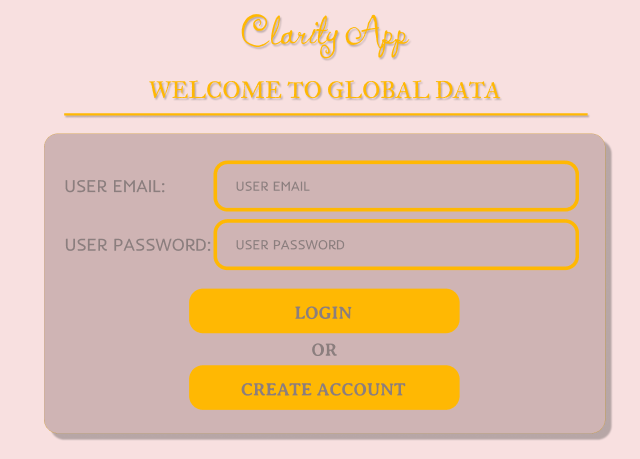 Clarity App
WELCOME TO GLOBAL DATA
USER EMAIL: USER EMAIL
USER PASSWORD: USER PASSWORD
LOGIN
OR
CREATE ACCOUNT